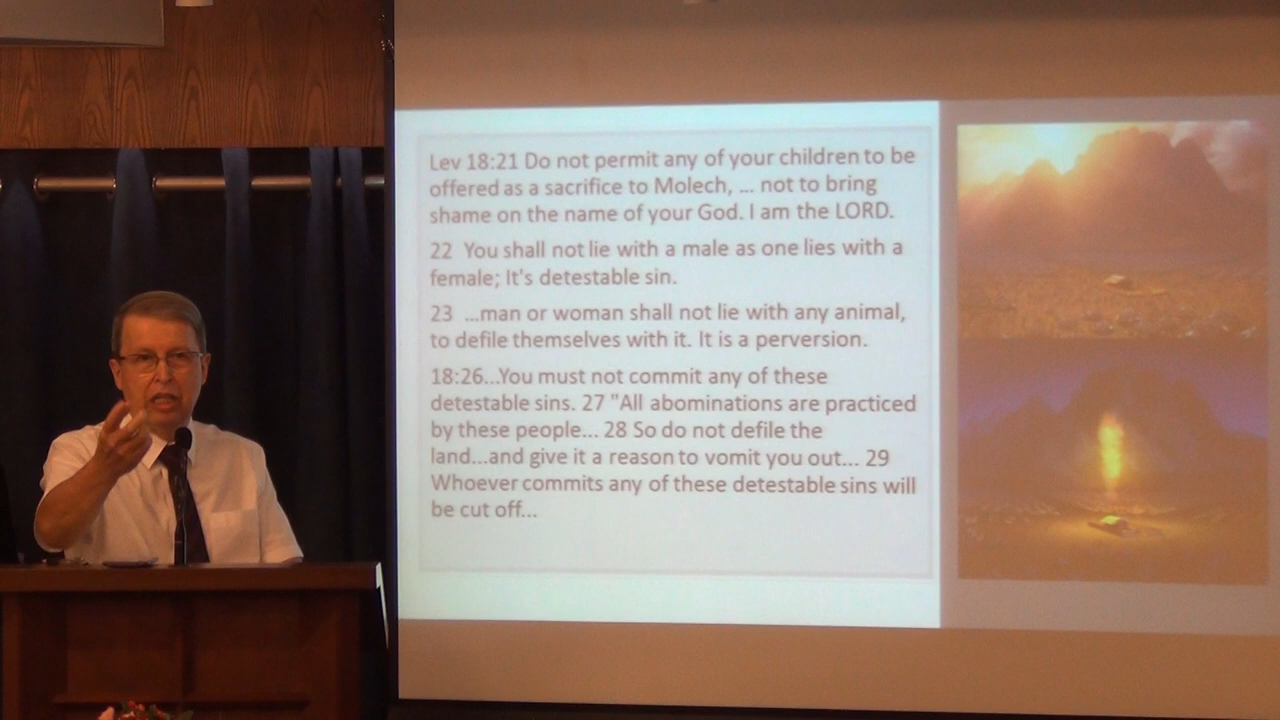 Lev 18:21 Do not permit any of your children to be
offered as a sacrifice to Molech, ... not to bring
shame on the name of your God. I am the LORD.
22 You shall not lie with a male as one lies with a
female; It's detestable sin.
23 ...man or woman shall not lie with any animal,
to defile themselves with it. It is a perversion.
18:26...You must not commit any of these
detestable sins. 27 "All abominations are practiced
by these people... 28 So do not defile the
land...and give it a reason to vomit you out... 29
Whoever commits any of these detestable sins will
be cut off...